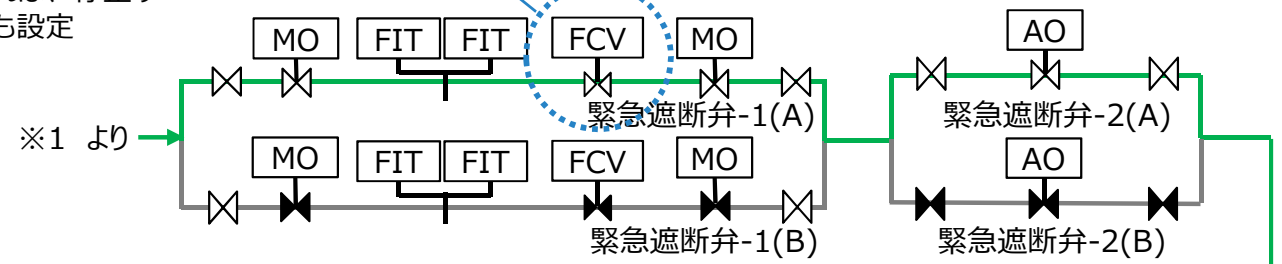 も設定
MO FIT FIT FCV MO AO
緊急遮断弁-1(A) 緊急遮断弁-2(A)
※1 より
MO FIT FIT FCV MO AO
緊急遮断弁-1(B) 緊急遮断弁-2(B)